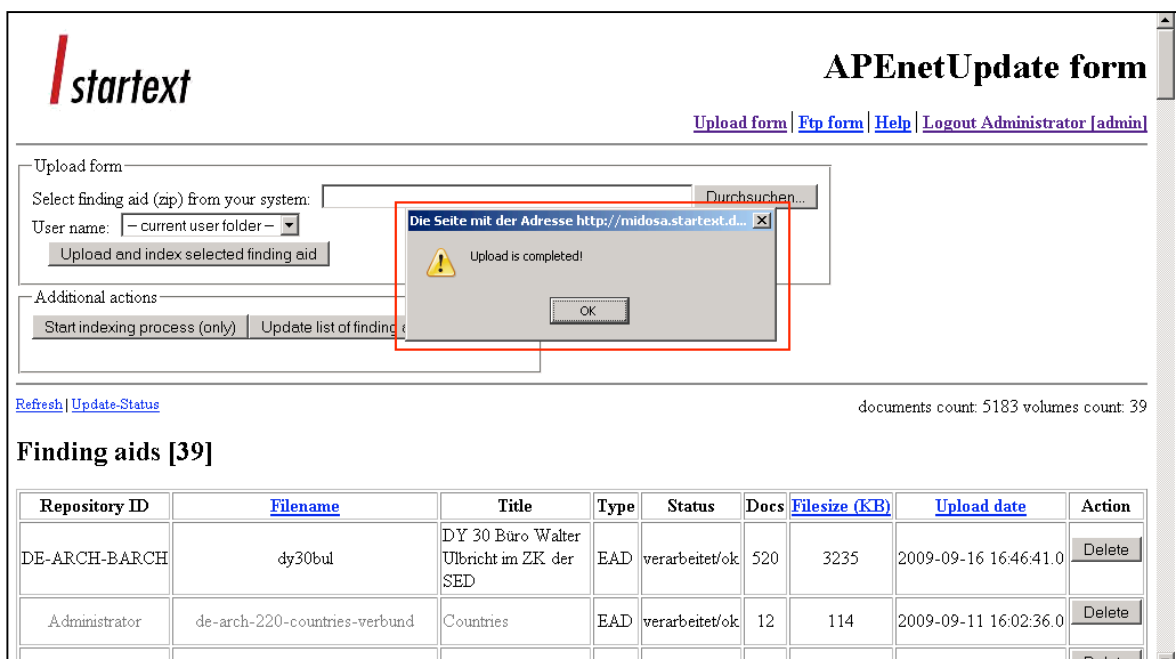 startext
APEnetUpdate form
Upload form | Ftp form | Help | Logout Administrator [admin]
Upload form
Select finding aid (zip) from your system:
Durchsuchen...
User name:
– current user folder –
Upload and index selected finding aid
Die Seite mit der Adresse http://midosa.startext.d...
Upload is completed!
OK
Additional actions
Start indexing process (only)
Update list of finding
Refresh | Update-Status
documents count: 5183 volumes count: 39
Finding aids [39]
Repository ID Filename Title Type Status Docs Filesize (KB) Upload date Action
DE-ARCH-BARCH dy30bul DY 30 Büro Walter Ulbricht im ZK der SED EAD verarbeitet/ok 520 3235 2009-09-16 16:46:41.0 Delete
Administrator de-arch-220-countries-verbund Countries EAD verarbeitet/ok 12 114 2009-09-11 16:02:36.0 Delete